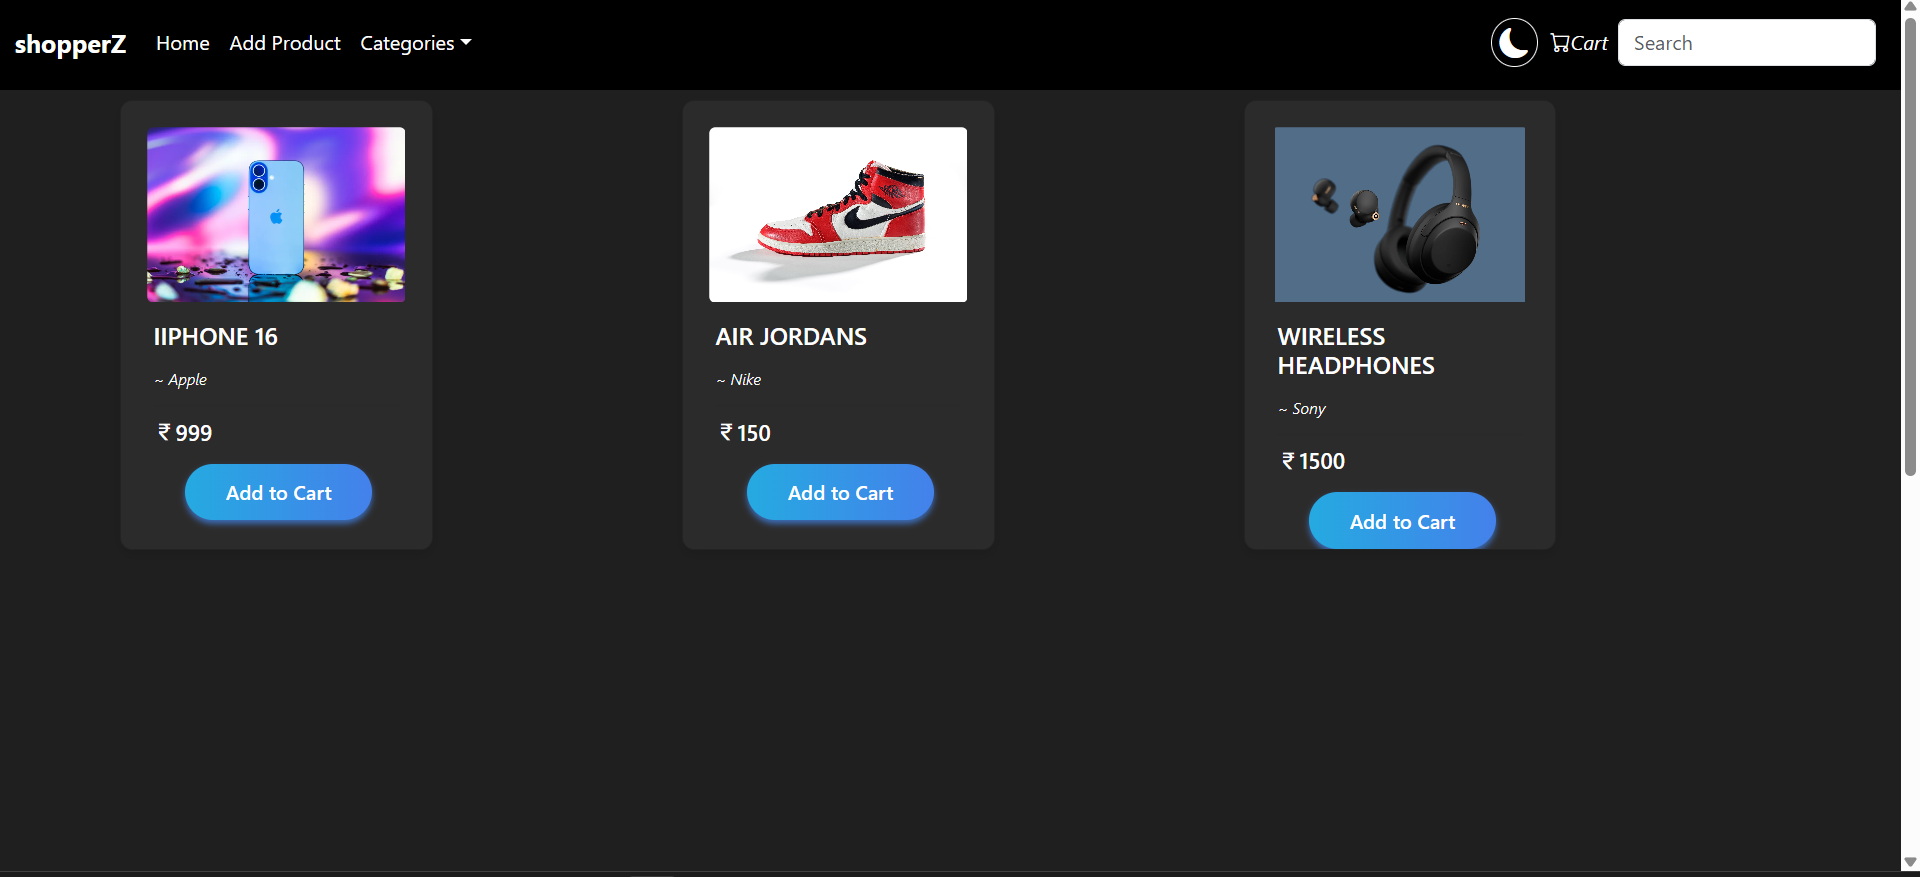 shopperZ Home Add Product Categories Cart Search
IIPHONE 16
~ Apple
₹ 999
Add to Cart
AIR JORDANS
~ Nike
₹ 150
Add to Cart
WIRELESS
HEADPHONES
~ Sony
₹ 1500
Add to Cart